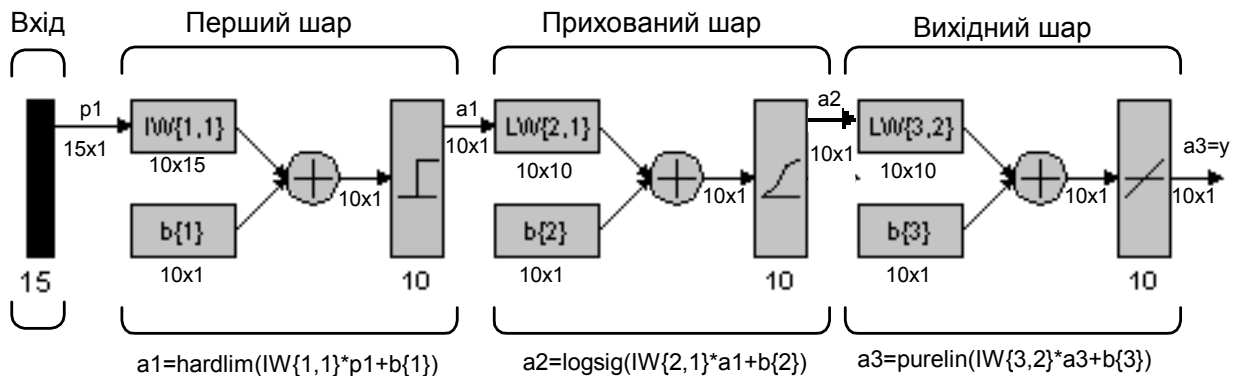 Вхід
Перший шар
Прихований шар
Вихідний шар
p1
15x1
IW{1,1}
10x15
b{1}
10x1
10x1
15
10
a1
10x1
LW{2,1}
10x10
b{2}
10x1
10x1
10
a2
10x1
LW{3,2}
10x10
b{3}
10x1
10x1
10
a3=y
10x1
a1=hardlim(IW{1,1}*p1+b{1})
a2=logsig(IW{2,1}*a1+b{2})
a3=purelin(IW{3,2}*a3+b{3})